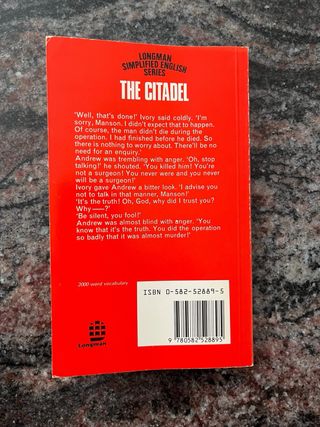 LONGMAN
SIMPLIFIED ENGLISH
SERIES
THE CITADEL
'Well, that's done!' Ivory said coldly. 'I'm
sorry, Manson. I didn't expect that to happen.
Of course, the man didn't die during the
operation. I had finished before he died. So
there is nothing to worry about. There'll be no
need for an enquiry.'
Andrew was trembling with anger. 'Oh, stop
talking!' he shouted. 'You killed him! You're
not a surgeon! You never were and you never
will be a surgeon!'
Ivory gave Andrew a bitter look. 'I advise you
not to talk in that manner, Manson!'
'It's the truth! Oh, God, why did I trust you?
Why ——?'
'Be silent, you fool!'
Andrew was almost blind with anger. 'You
know that it's the truth. You did the operation
so badly that it was almost murder!'
2000 word vocabulary
ISBN 0-582-52889-5
9 780582 528895
Longman